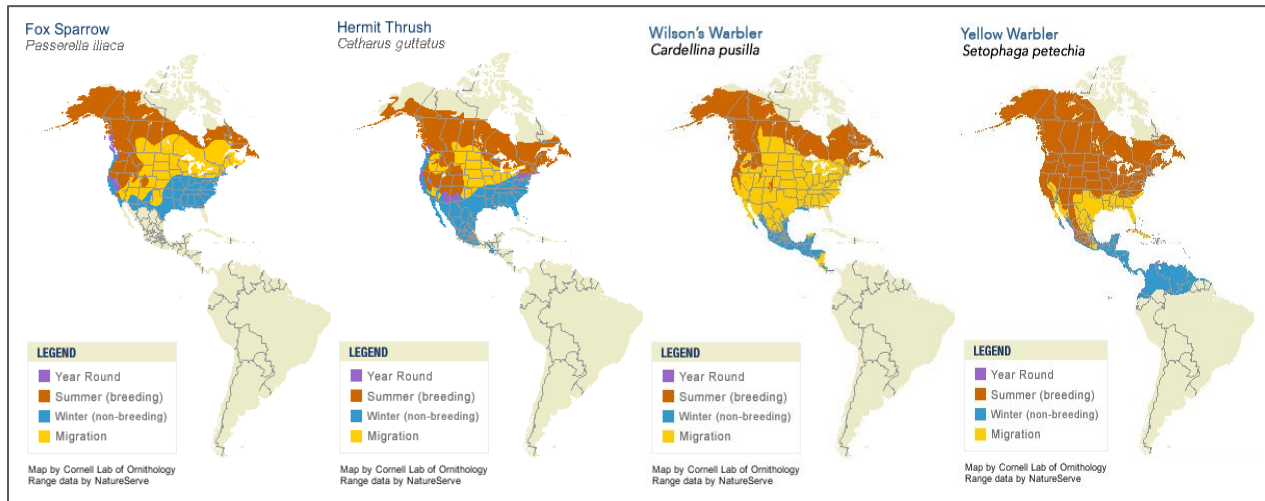 Fox Sparrow
Passerella iliaca
LEGEND
Year Round
Summer (breeding)
Winter (non-breeding)
Migration
Map by Cornell Lab of Ornithology
Range data by NatureServe
Hermit Thrush
Catharus guttatus
LEGEND
Year Round
Summer (breeding)
Winter (non-breeding)
Migration
Map by Cornell Lab of Ornithology
Range data by NatureServe
Wilson's Warbler
Cardellina pusilla
LEGEND
Year Round
Summer (breeding)
Winter (non-breeding)
Migration
Map by Cornell Lab of Ornithology
Range data by NatureServe
Yellow Warbler
Setophaga petechia
LEGEND
Year Round
Summer (breeding)
Winter (non-breeding)
Migration
Map by Cornell Lab of Ornithology
Range data by NatureServe